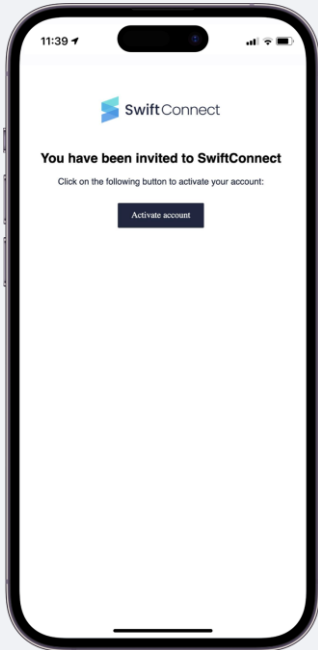 11:39
SwiftConnect
You have been invited to SwiftConnect
Click on the following button to activate your account:
Activate account